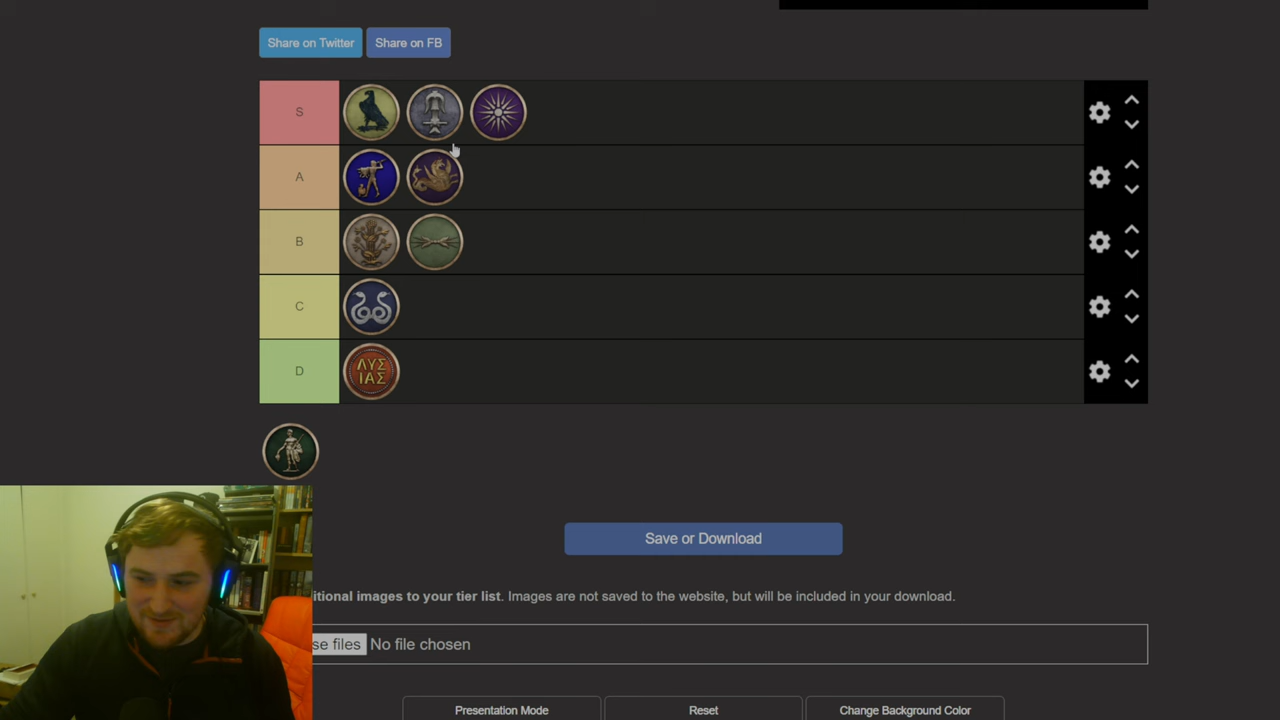 Share on Twitter Share on FB
S
A
B
C
D
ΛΥΣ
ΙΑΣ
Save or Download
itional images to your tier list. Images are not saved to the website, but will be included in your download.
se files No file chosen
Presentation Mode Reset Change Background Color